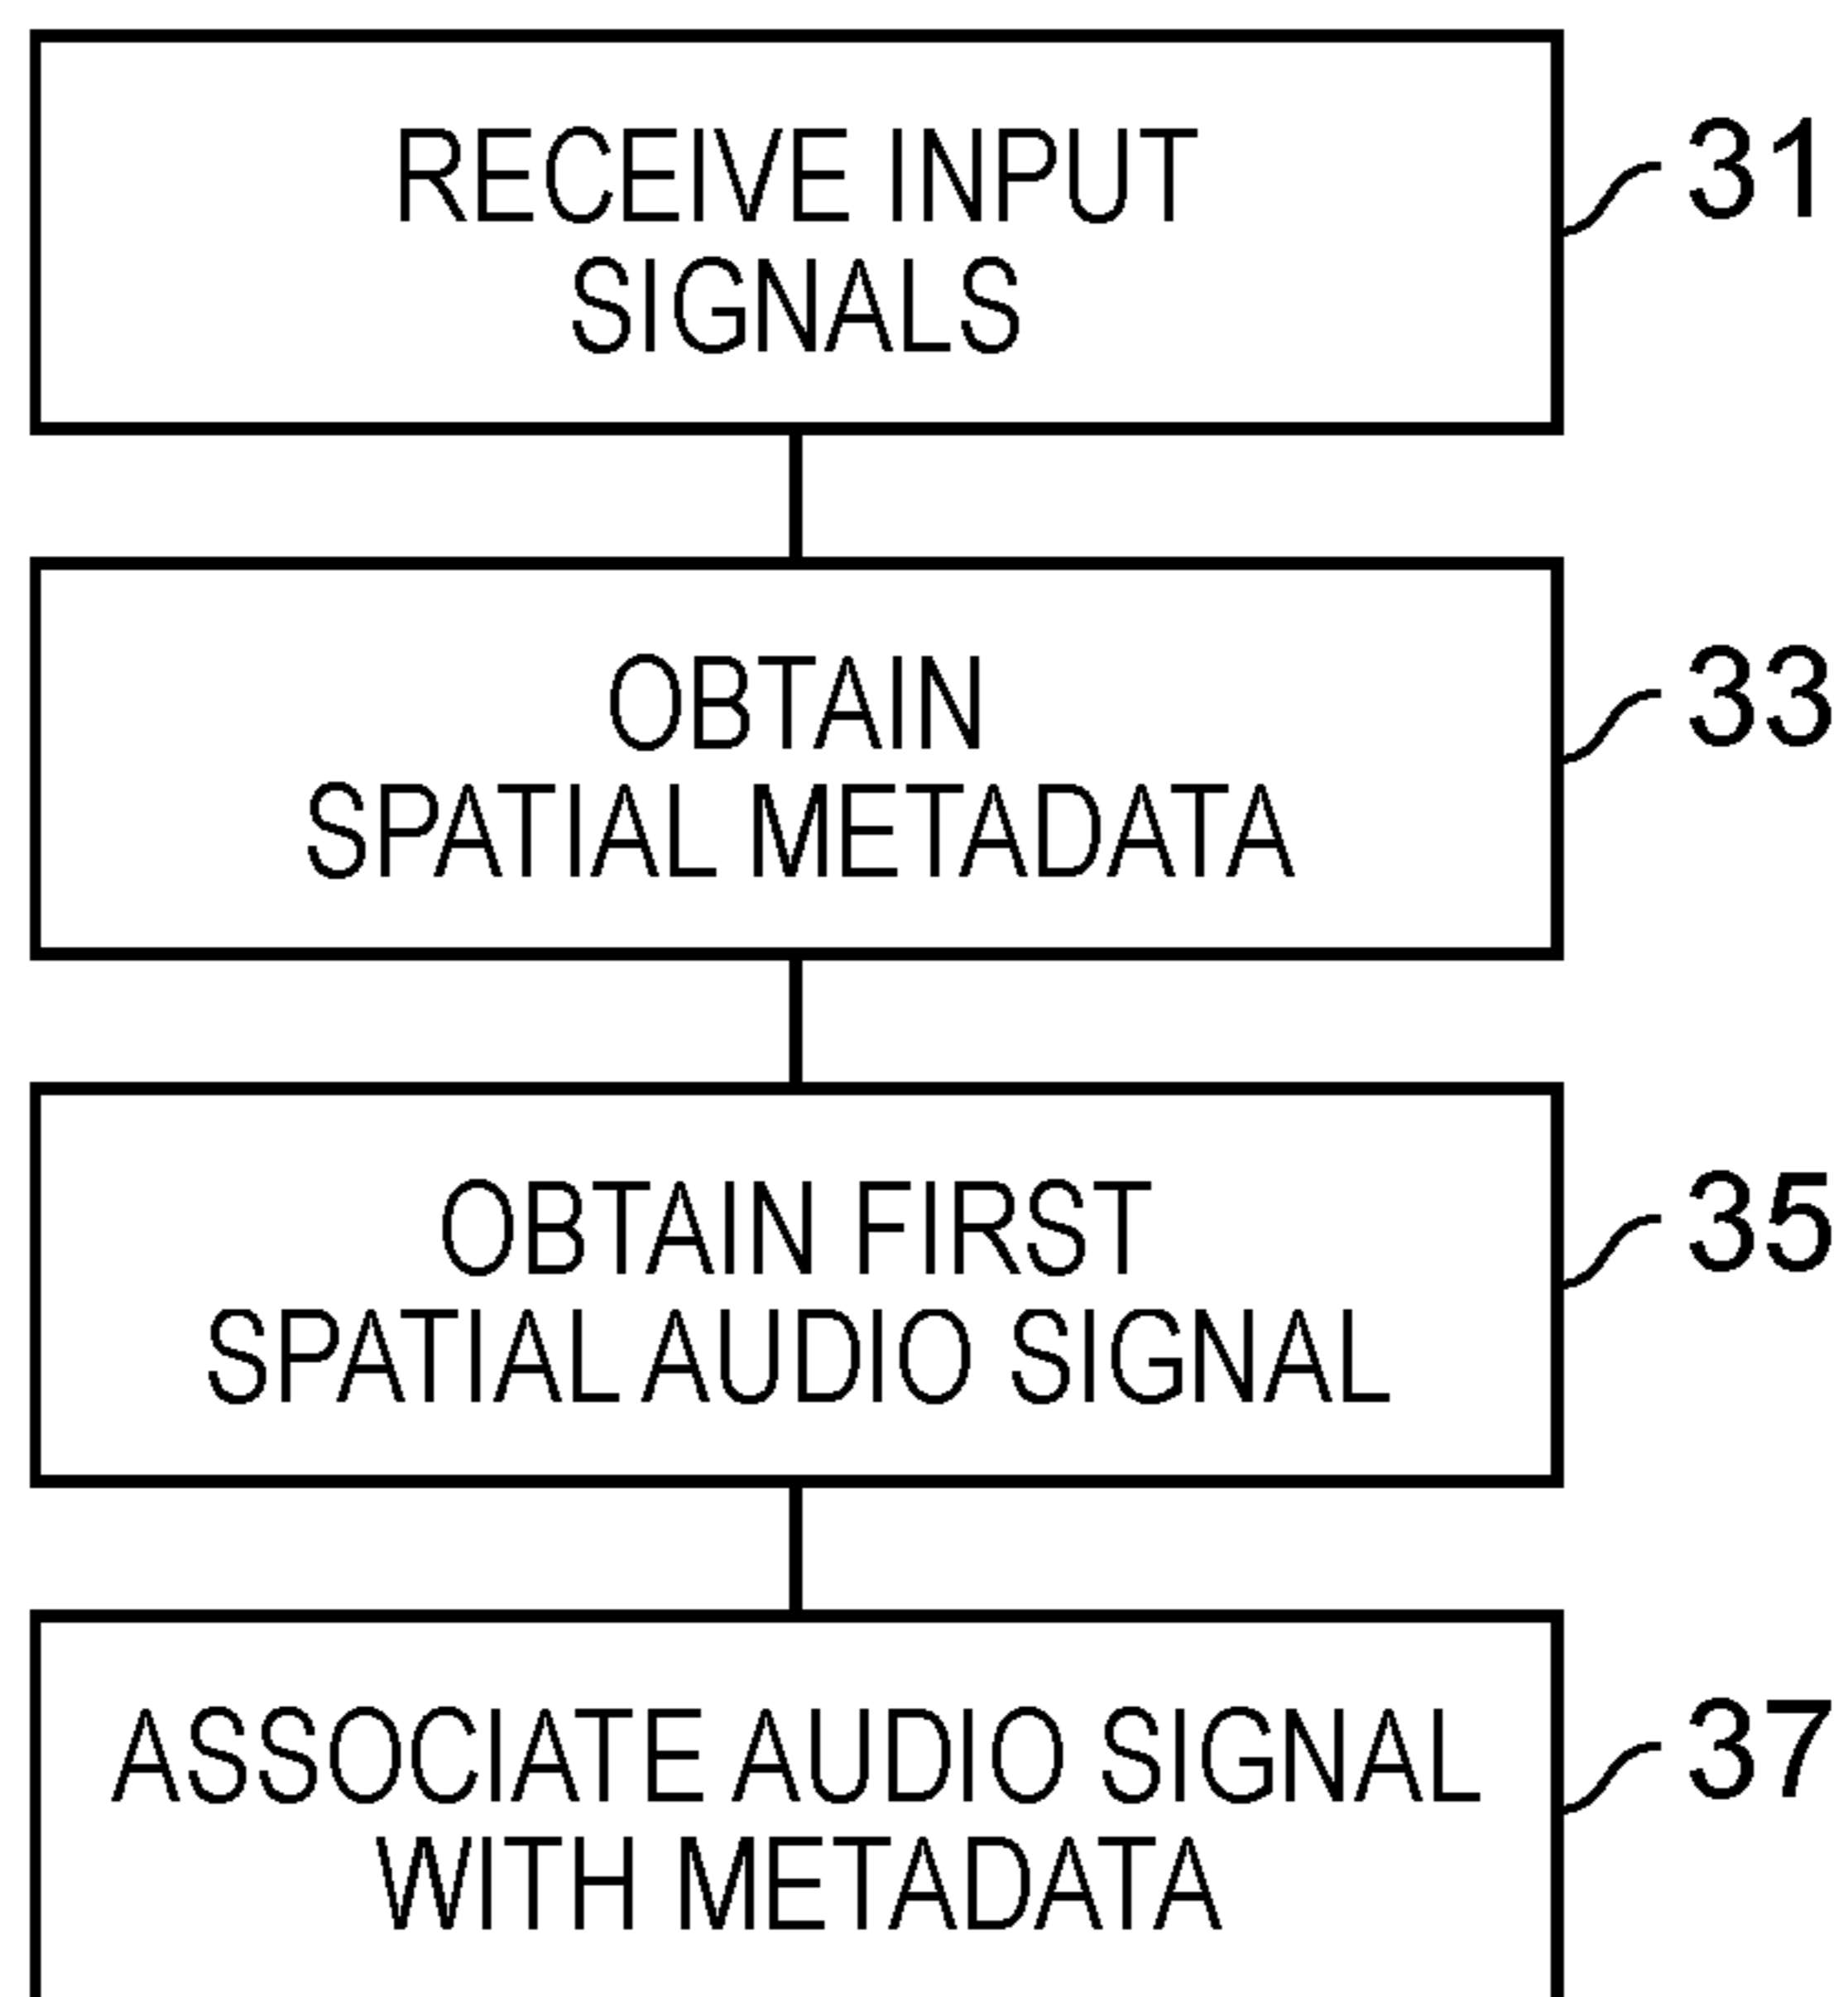 RECEIVE INPUT
SIGNALS
31
OBTAIN
SPATIAL METADATA
33
OBTAIN FIRST
SPATIAL AUDIO SIGNAL
35
ASSOCIATE AUDIO SIGNAL
WITH METADATA
37